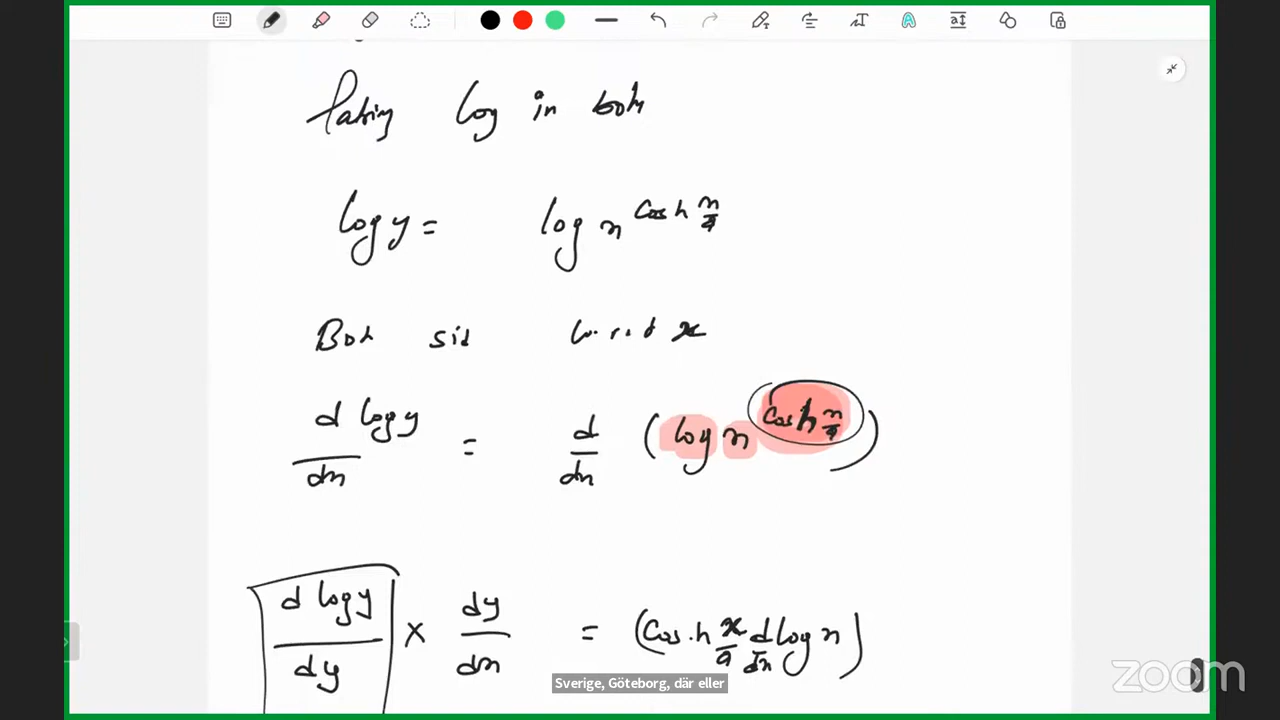 Taking log in both
log y = log x^{cosh x/a}
Both sid w.r.t x
d log y / dx = d/dx (log x^{cosh x/a})
d log y / dy × dy/dx = (cosh x/a d/dx log x)
Sverige, Göteborg, där eller
zoom